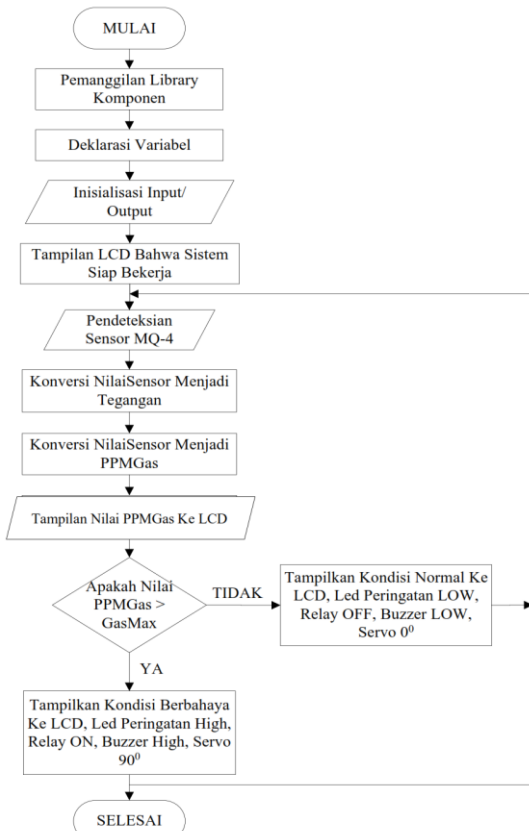 MULAI
Pemanggilan Library
Komponen
Deklarasi Variabel
Inisialisasi Input/
Output
Tampilan LCD Bahwa Sistem
Siap Bekerja
Pendeteksian
Sensor MQ-4
Konversi NilaiSensor Menjadi
Tegangan
Konversi NilaiSensor Menjadi
PPMGas
Tampilan Nilai PPMGas Ke LCD
Apakah Nilai
PPMGas >
GasMax
TIDAK
Tampilkan Kondisi Normal Ke
LCD, Led Peringatan LOW,
Relay OFF, Buzzer LOW,
Servo 0⁰
YA
Tampilkan Kondisi Berbahaya
Ke LCD, Led Peringatan High,
Relay ON, Buzzer High, Servo
90⁰
SELESAI